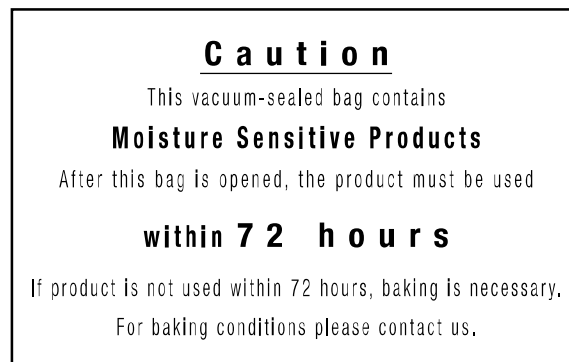 Caution
This vacuum-sealed bag contains
Moisture Sensitive Products
After this bag is opened, the product must be used
within 72 hours
If product is not used within 72 hours, baking is necessary.
For baking conditions please contact us.